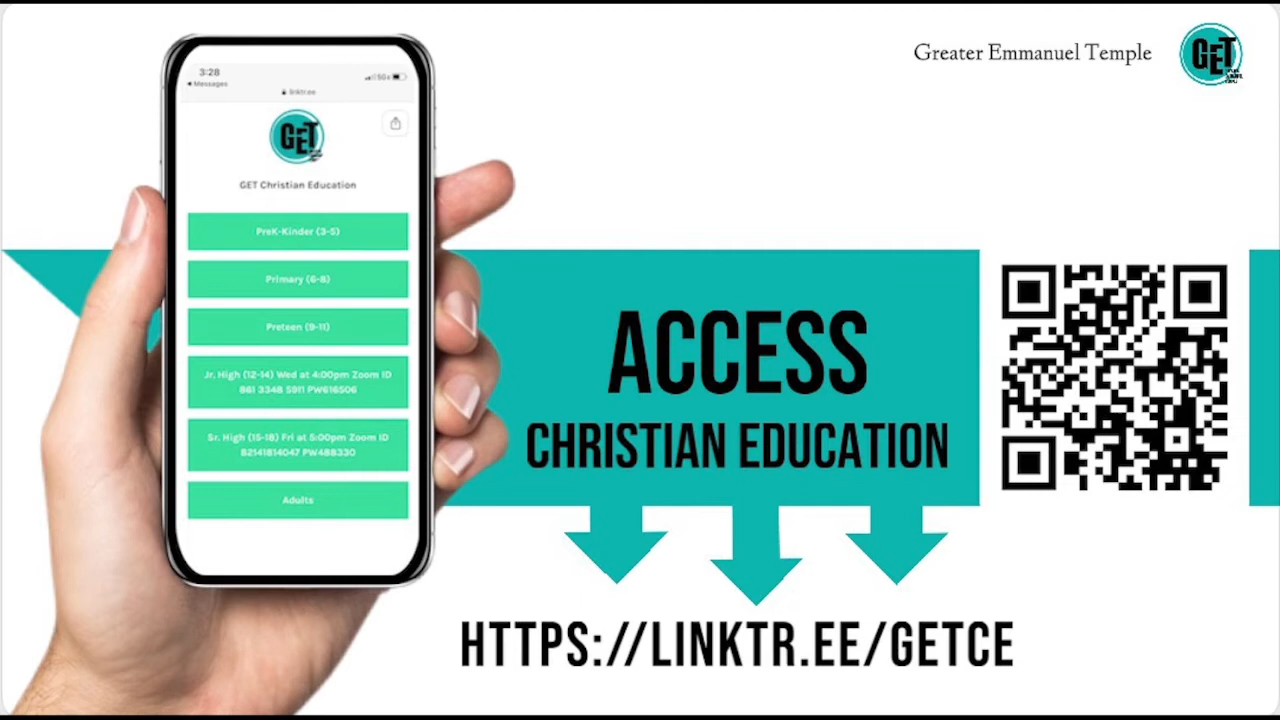 Greater Emmanuel Temple
GET
3:28
5G
Messages
linktr.ee
GET
GET Christian Education
PreK-Kinder (3-5)
Primary (6-8)
Preteen (9-11)
Jr. High (12-14) Wed at 4:00pm Zoom ID
861 3348 5911 PW616506
Sr. High (15-18) Fri at 5:00pm Zoom ID
82141814047 PW488330
Adults
ACCESS
CHRISTIAN EDUCATION
HTTPS://LINKTR.EE/GETCE